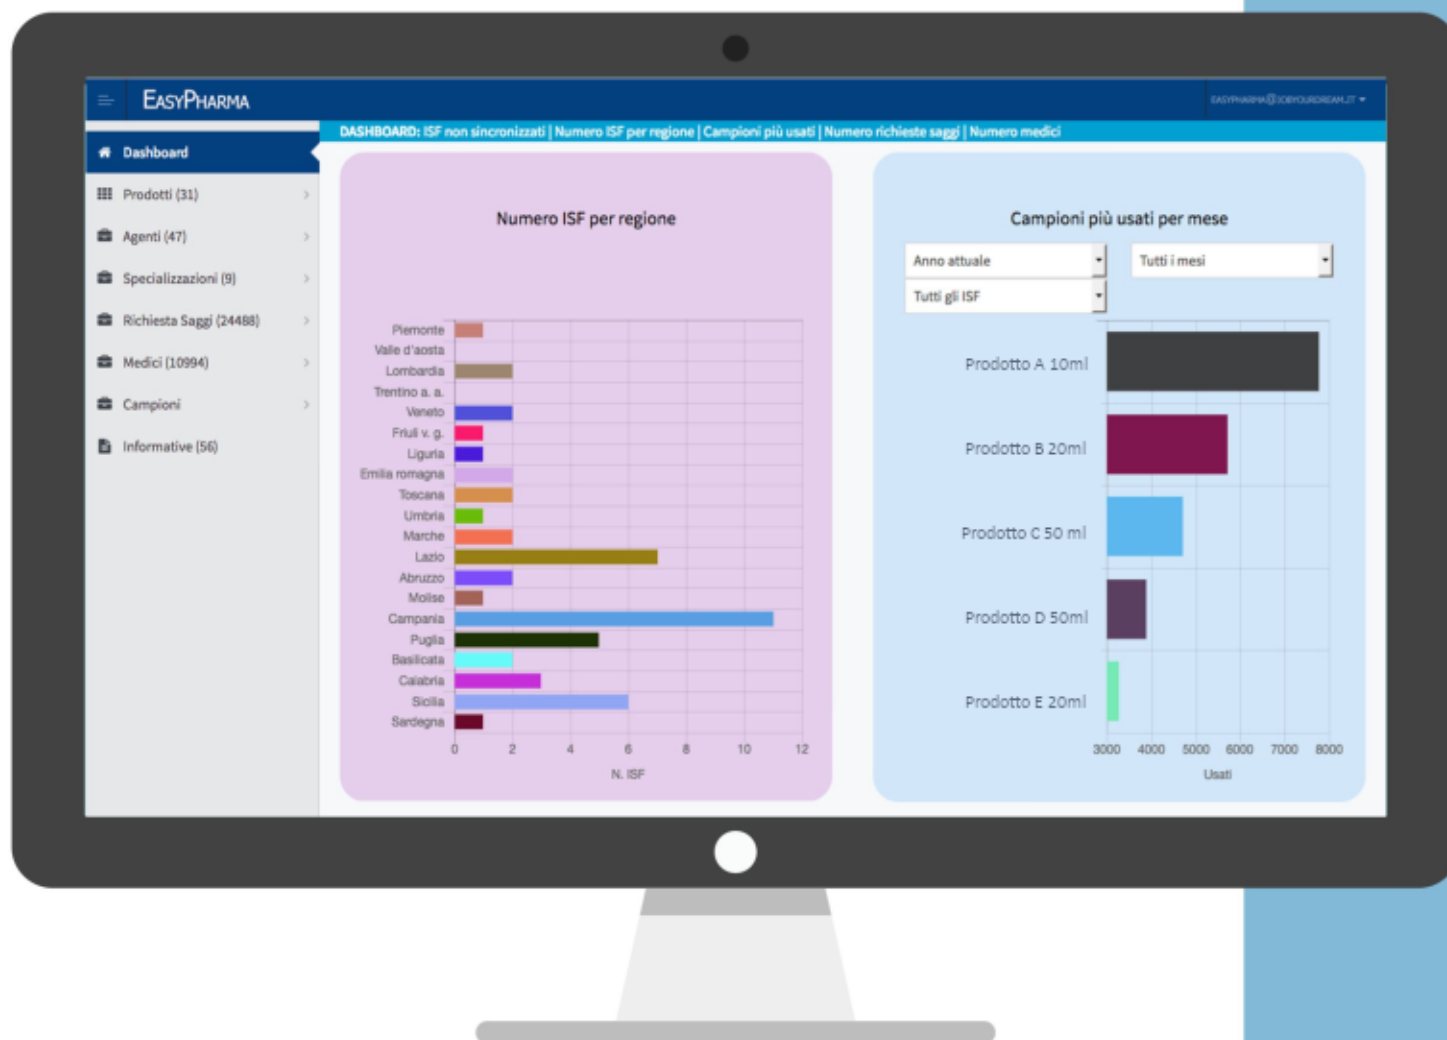 EASYPHARMA
EASYPHARMA@JOBYOURDREAM.IT
DASHBOARD: ISF non sincronizzati | Numero ISF per regione | Campioni più usati | Numero richieste saggi | Numero medici
Dashboard
Prodotti (31)
Agenti (47)
Specializzazioni (9)
Richiesta Saggi (24488)
Medici (10994)
Campioni
Informative (56)
Numero ISF per regione
Piemonte
Valle d'aosta
Lombardia
Trentino a. a.
Veneto
Friuli v. g.
Liguria
Emilia romagna
Toscana
Umbria
Marche
Lazio
Abruzzo
Molise
Campania
Puglia
Basilicata
Calabria
Sicilia
Sardegna
0 2 4 6 8 10 12
N. ISF
Campioni più usati per mese
Anno attuale Tutti i mesi
Tutti gli ISF
Prodotto A 10ml
Prodotto B 20ml
Prodotto C 50 ml
Prodotto D 50ml
Prodotto E 20ml
3000 4000 5000 6000 7000 8000
Usati